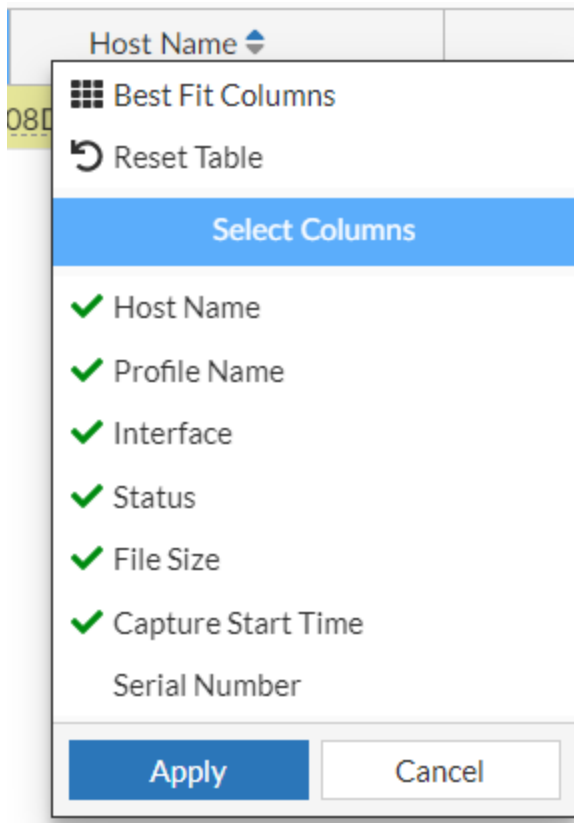 Host Name
Best Fit Columns
08D
Reset Table
Select Columns
Host Name
Profile Name
Interface
Status
File Size
Capture Start Time
Serial Number
Apply Cancel